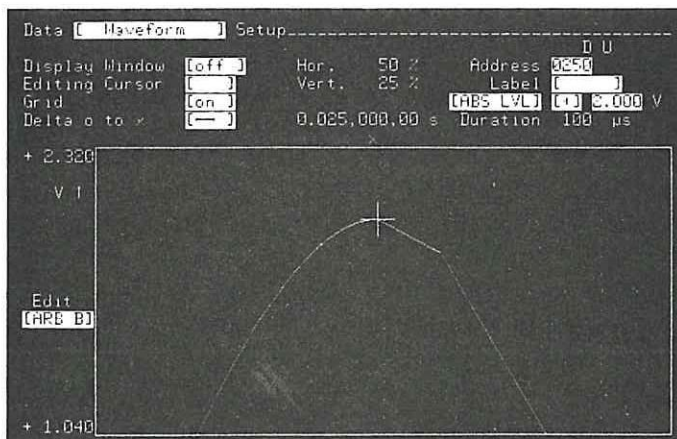 Data [ Waveform ] Setup
D U
Display Window [off ] Hor. 50 % Address 0250
Editing Cursor [ ] Vert. 25 % Label [ ]
Grid [on ] [ABS LVL] [+] 2.000 V
Delta o to x [— ] 0.025,000,00 s Duration 100 µs
x
+ 2.320
V ↑
Edit
[ARB B]
+ 1.040